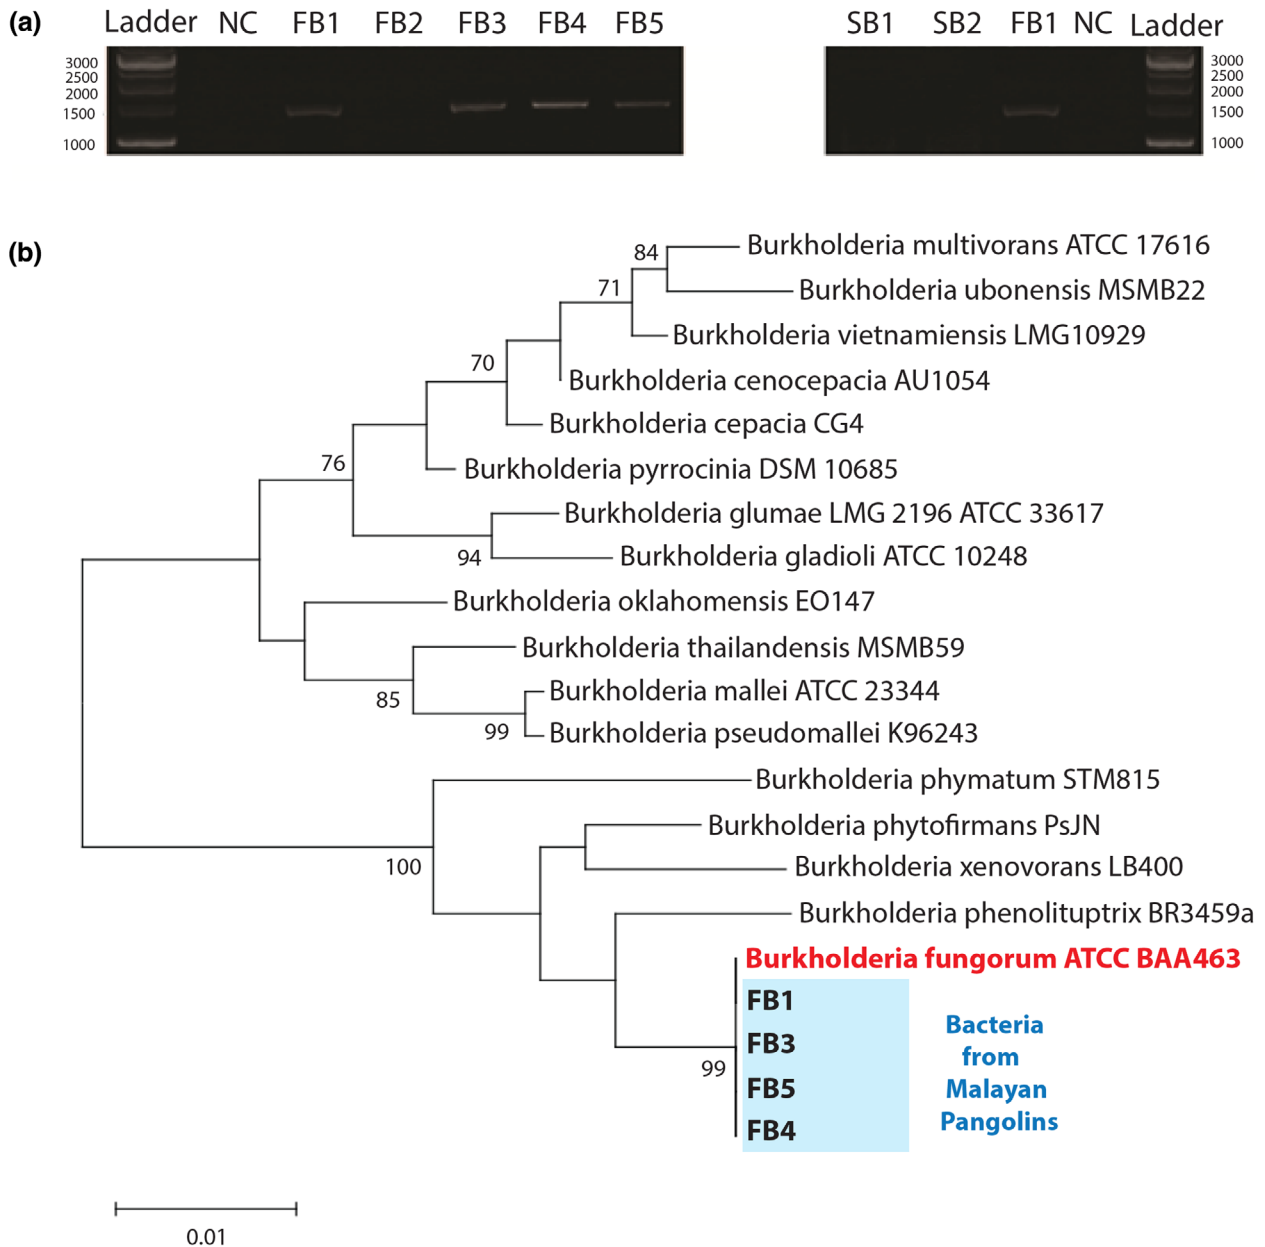 (a) Ladder NC FB1 FB2 FB3 FB4 FB5 SB1 SB2 FB1 NC Ladder
3000 3000
2500 2500
2000 2000
1500 1500
1000 1000
(b)
84 Burkholderia multivorans ATCC 17616
71 Burkholderia ubonensis MSMB22
Burkholderia vietnamiensis LMG10929
70 Burkholderia cenocepacia AU1054
Burkholderia cepacia CG4
76 Burkholderia pyrrocinia DSM 10685
Burkholderia glumae LMG 2196 ATCC 33617
94 Burkholderia gladioli ATCC 10248
Burkholderia oklahomensis EO147
Burkholderia thailandensis MSMB59
85 Burkholderia mallei ATCC 23344
99 Burkholderia pseudomallei K96243
Burkholderia phymatum STM815
Burkholderia phytofirmans PsJN
100 Burkholderia xenovorans LB400
Burkholderia phenolituptrix BR3459a
Burkholderia fungorum ATCC BAA463
FB1
FB3
99 FB5
FB4
Bacteria
from
Malayan
Pangolins
0.01